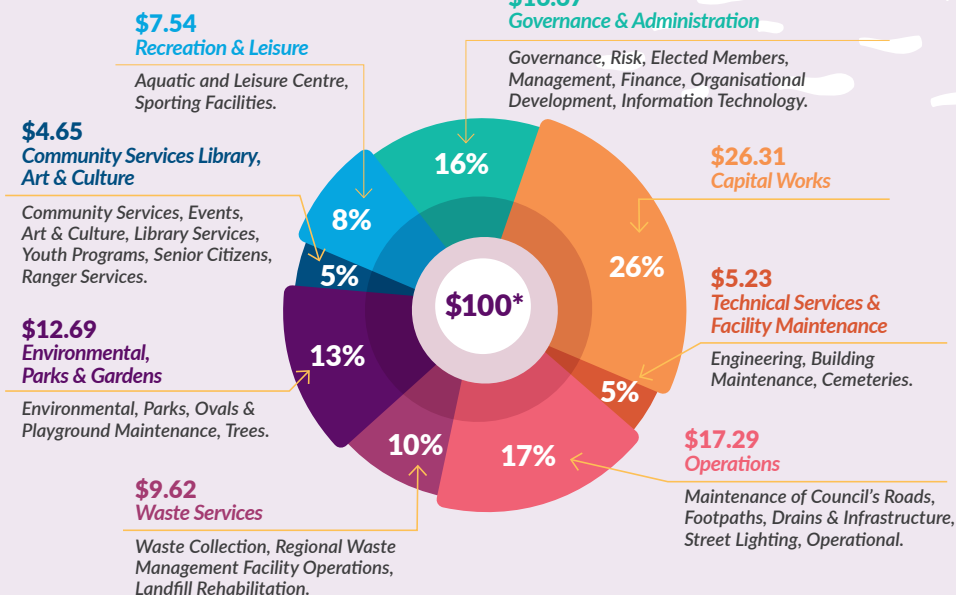 $7.54
Recreation & Leisure
Aquatic and Leisure Centre,
Sporting Facilities.
$4.65
Community Services Library,
Art & Culture
Community Services, Events,
Art & Culture, Library Services,
Youth Programs, Senior Citizens,
Ranger Services.
$12.69
Environmental,
Parks & Gardens
Environmental, Parks, Ovals &
Playground Maintenance, Trees.
$9.62
Waste Services
Waste Collection, Regional Waste
Management Facility Operations,
Landfill Rehabilitation.
Governance & Administration
Governance, Risk, Elected Members,
Management, Finance, Organisational
Development, Information Technology.
$26.31
Capital Works
$5.23
Technical Services &
Facility Maintenance
Engineering, Building
Maintenance, Cemeteries.
$17.29
Operations
Maintenance of Council's Roads,
Footpaths, Drains & Infrastructure,
Street Lighting, Operational.
16%
8%
26%
5%
$100*
13%
5%
10%
17%